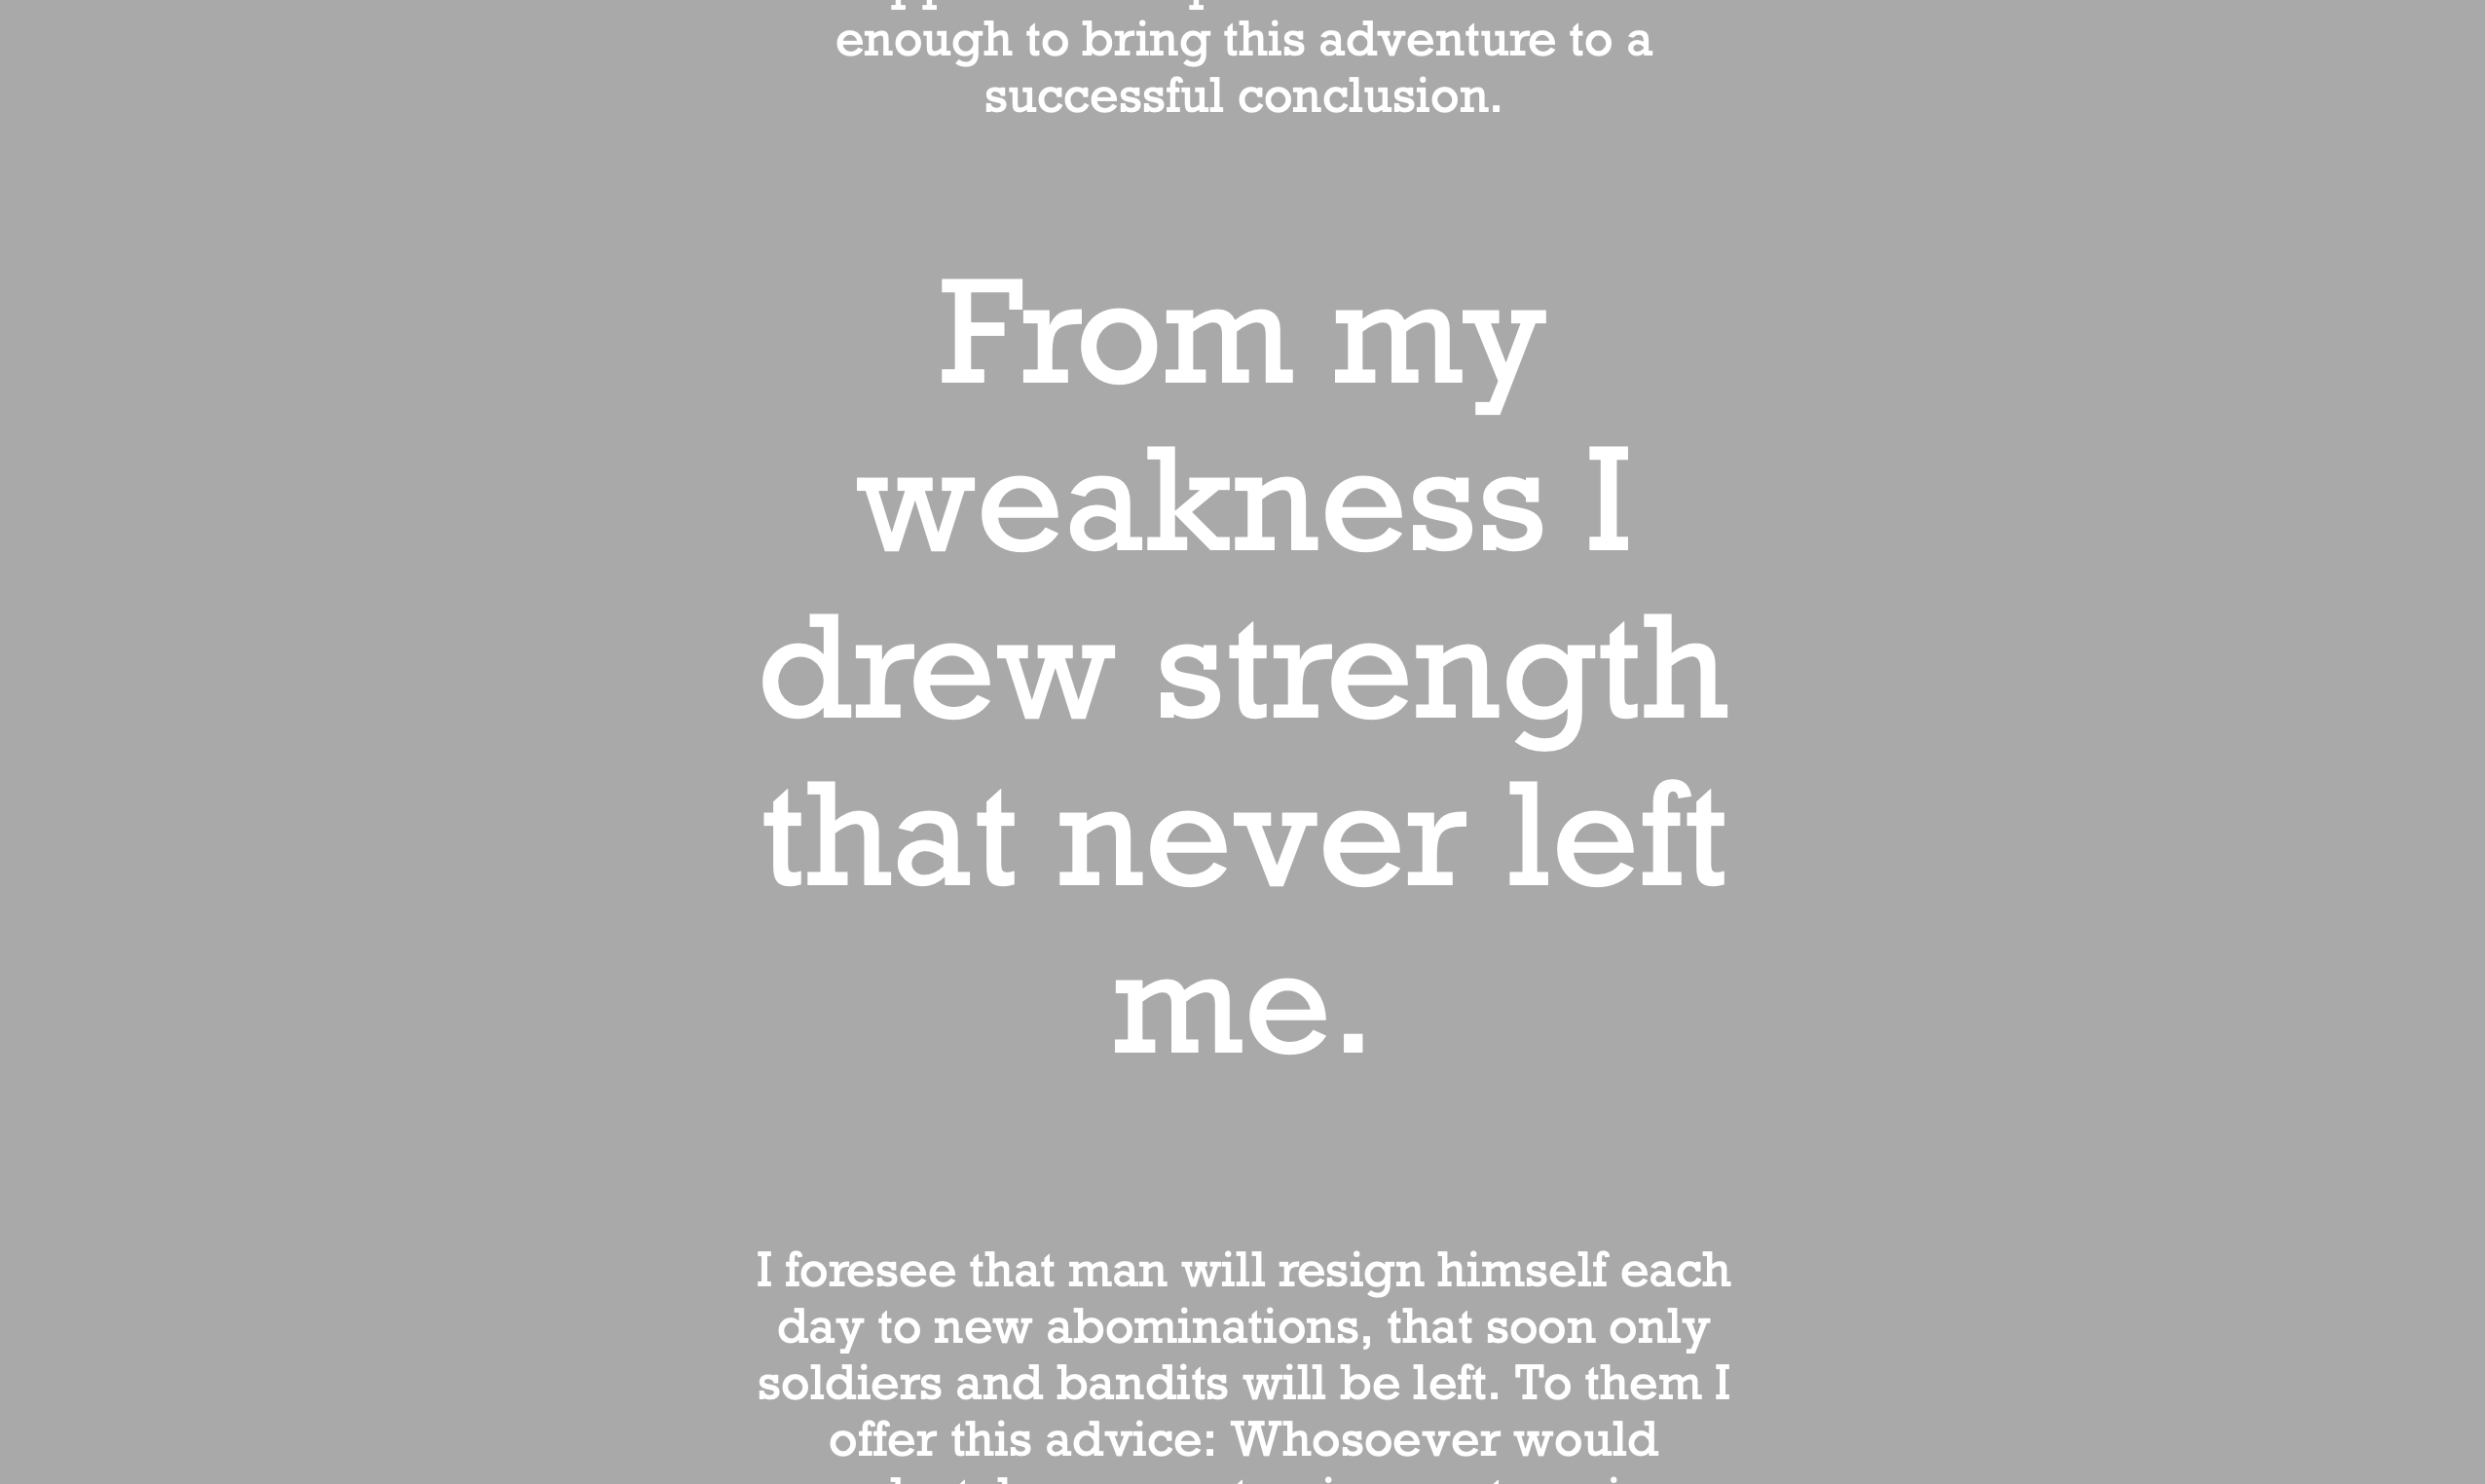 enough to bring this adventure to a
successful conclusion.
From my
weakness I
drew strength
that never left
me.
I foresee that man will resign himself each
day to new abominations, that soon only
soldiers and bandits will be left. To them I
offer this advice: Whosoever would